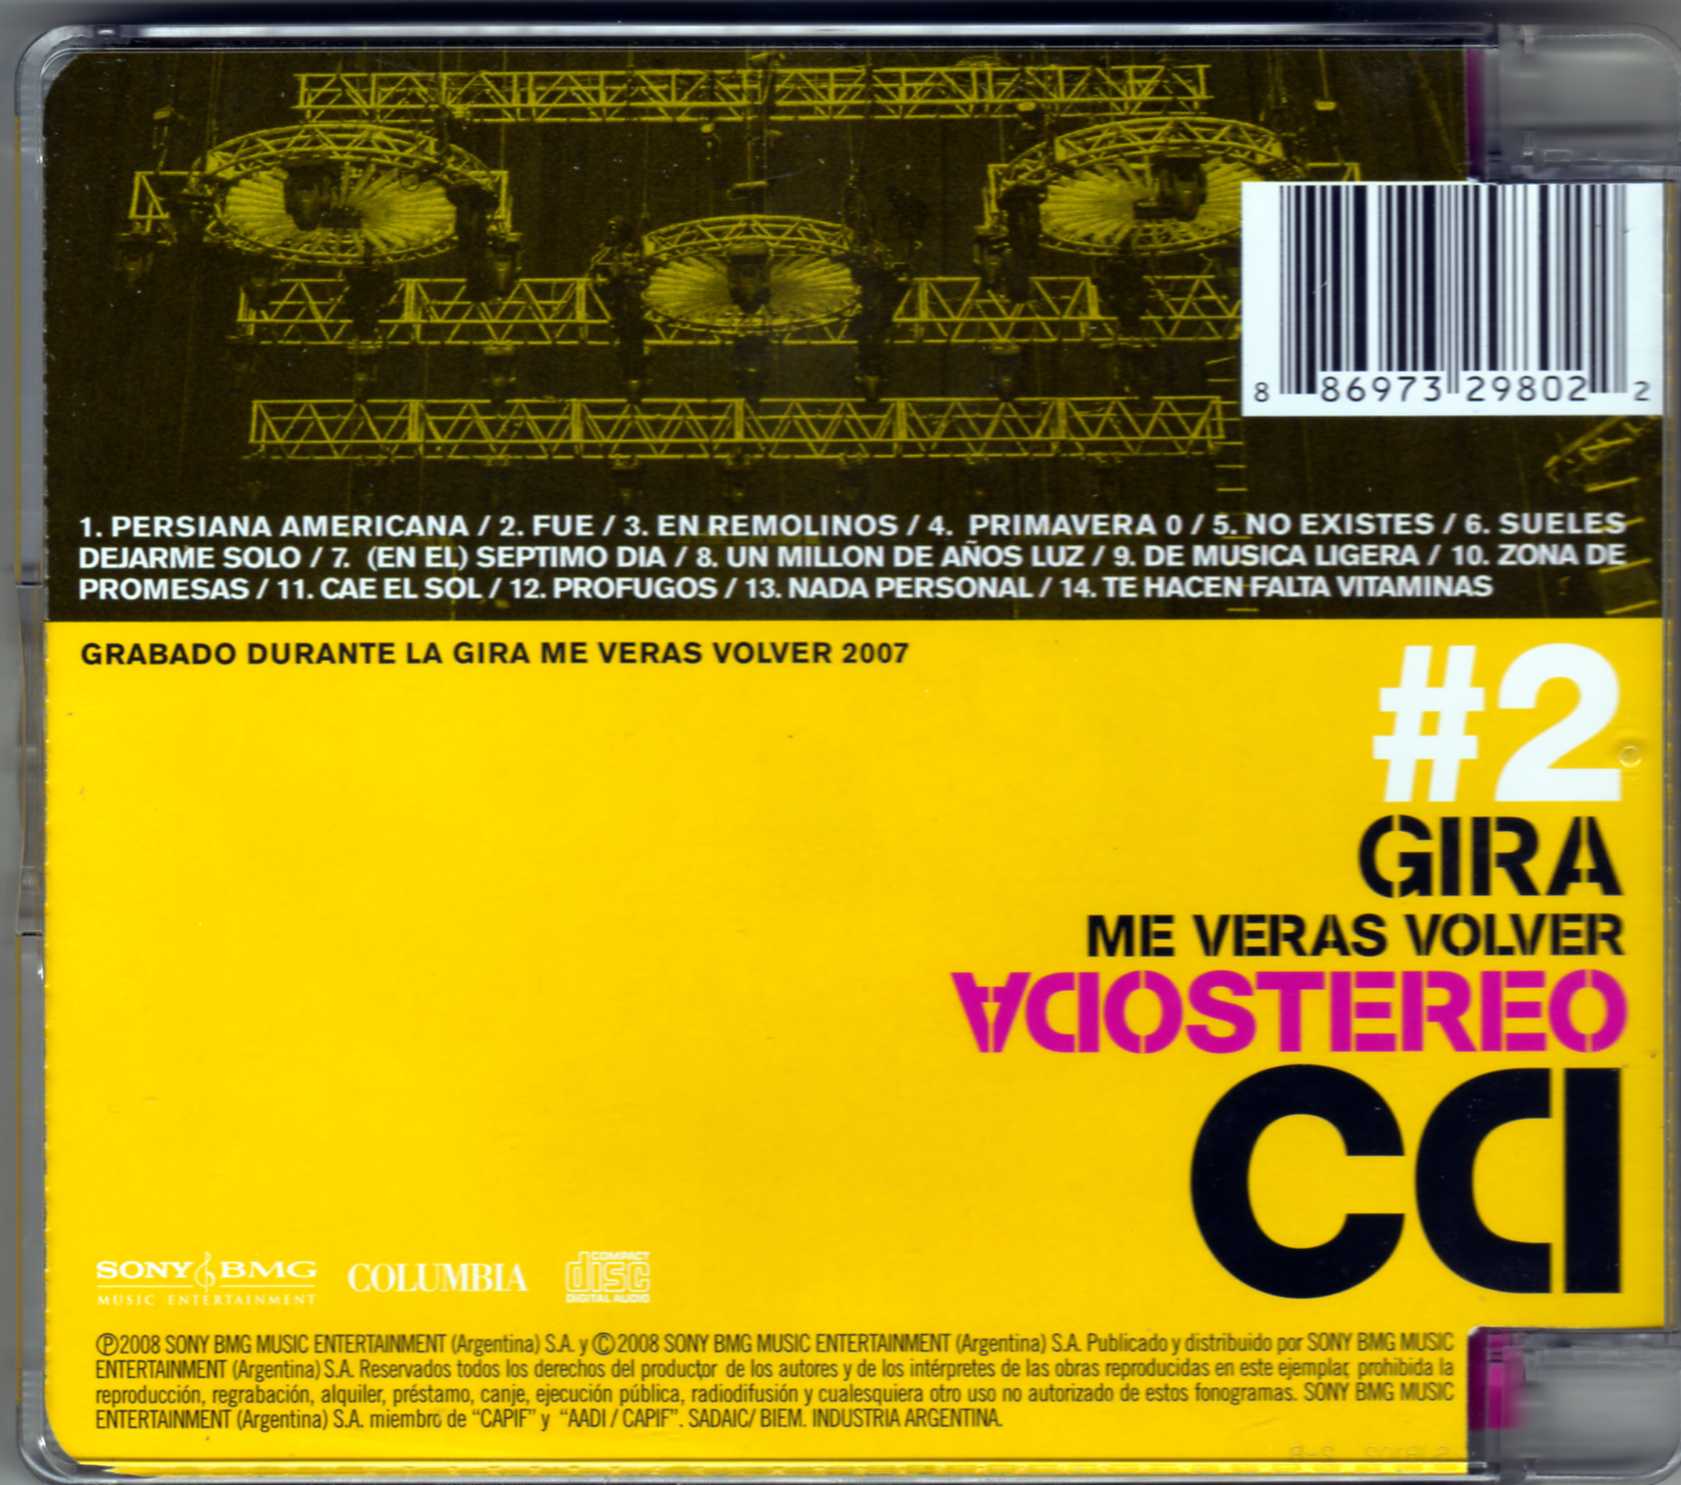 8 86973 29802 2
1. PERSIANA AMERICANA / 2. FUE / 3. EN REMOLINOS / 4. PRIMAVERA 0 / 5. NO EXISTES / 6. SUELES
DEJARME SOLO / 7. (EN EL) SEPTIMO DIA / 8. UN MILLON DE AÑOS LUZ / 9. DE MUSICA LIGERA / 10. ZONA DE
PROMESAS / 11. CAE EL SOL / 12. PROFUGOS / 13. NADA PERSONAL / 14. TE HACEN FALTA VITAMINAS
GRABADO DURANTE LA GIRA ME VERAS VOLVER 2007
#2
GIRA
ME VERAS VOLVER
SODASTEREO
CD
SONY BMG
MUSIC ENTERTAINMENT
COLUMBIA
COMPACT
disc
DIGITAL AUDIO
Ⓟ2008 SONY BMG MUSIC ENTERTAINMENT (Argentina) S.A. y Ⓒ2008 SONY BMG MUSIC ENTERTAINMENT (Argentina) S.A. Publicado y distribuido por SONY BMG MUSIC
ENTERTAINMENT (Argentina) S.A. Reservados todos los derechos del productor de los autores y de los intérpretes de las obras reproducidas en este ejemplar, prohibida la
reproducción, regrabación, alquiler, préstamo, canje, ejecución pública, radiodifusión y cualesquiera otro uso no autorizado de estos fonogramas. SONY BMG MUSIC
ENTERTAINMENT (Argentina) S.A. miembro de “CAPIF” y “AADI / CAPIF”. SADAIC/ BIEM. INDUSTRIA ARGENTINA.